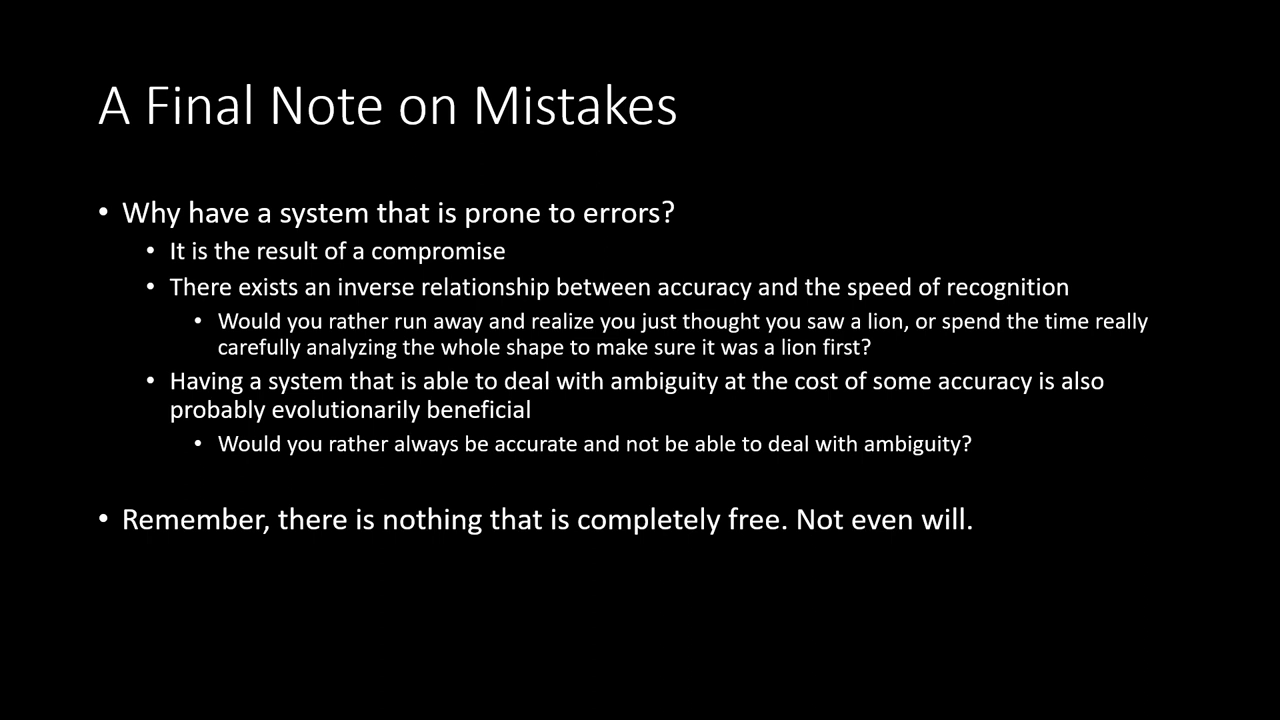 A Final Note on Mistakes
• Why have a system that is prone to errors?
• It is the result of a compromise
• There exists an inverse relationship between accuracy and the speed of recognition
• Would you rather run away and realize you just thought you saw a lion, or spend the time really
carefully analyzing the whole shape to make sure it was a lion first?
• Having a system that is able to deal with ambiguity at the cost of some accuracy is also
probably evolutionarily beneficial
• Would you rather always be accurate and not be able to deal with ambiguity?
• Remember, there is nothing that is completely free. Not even will.